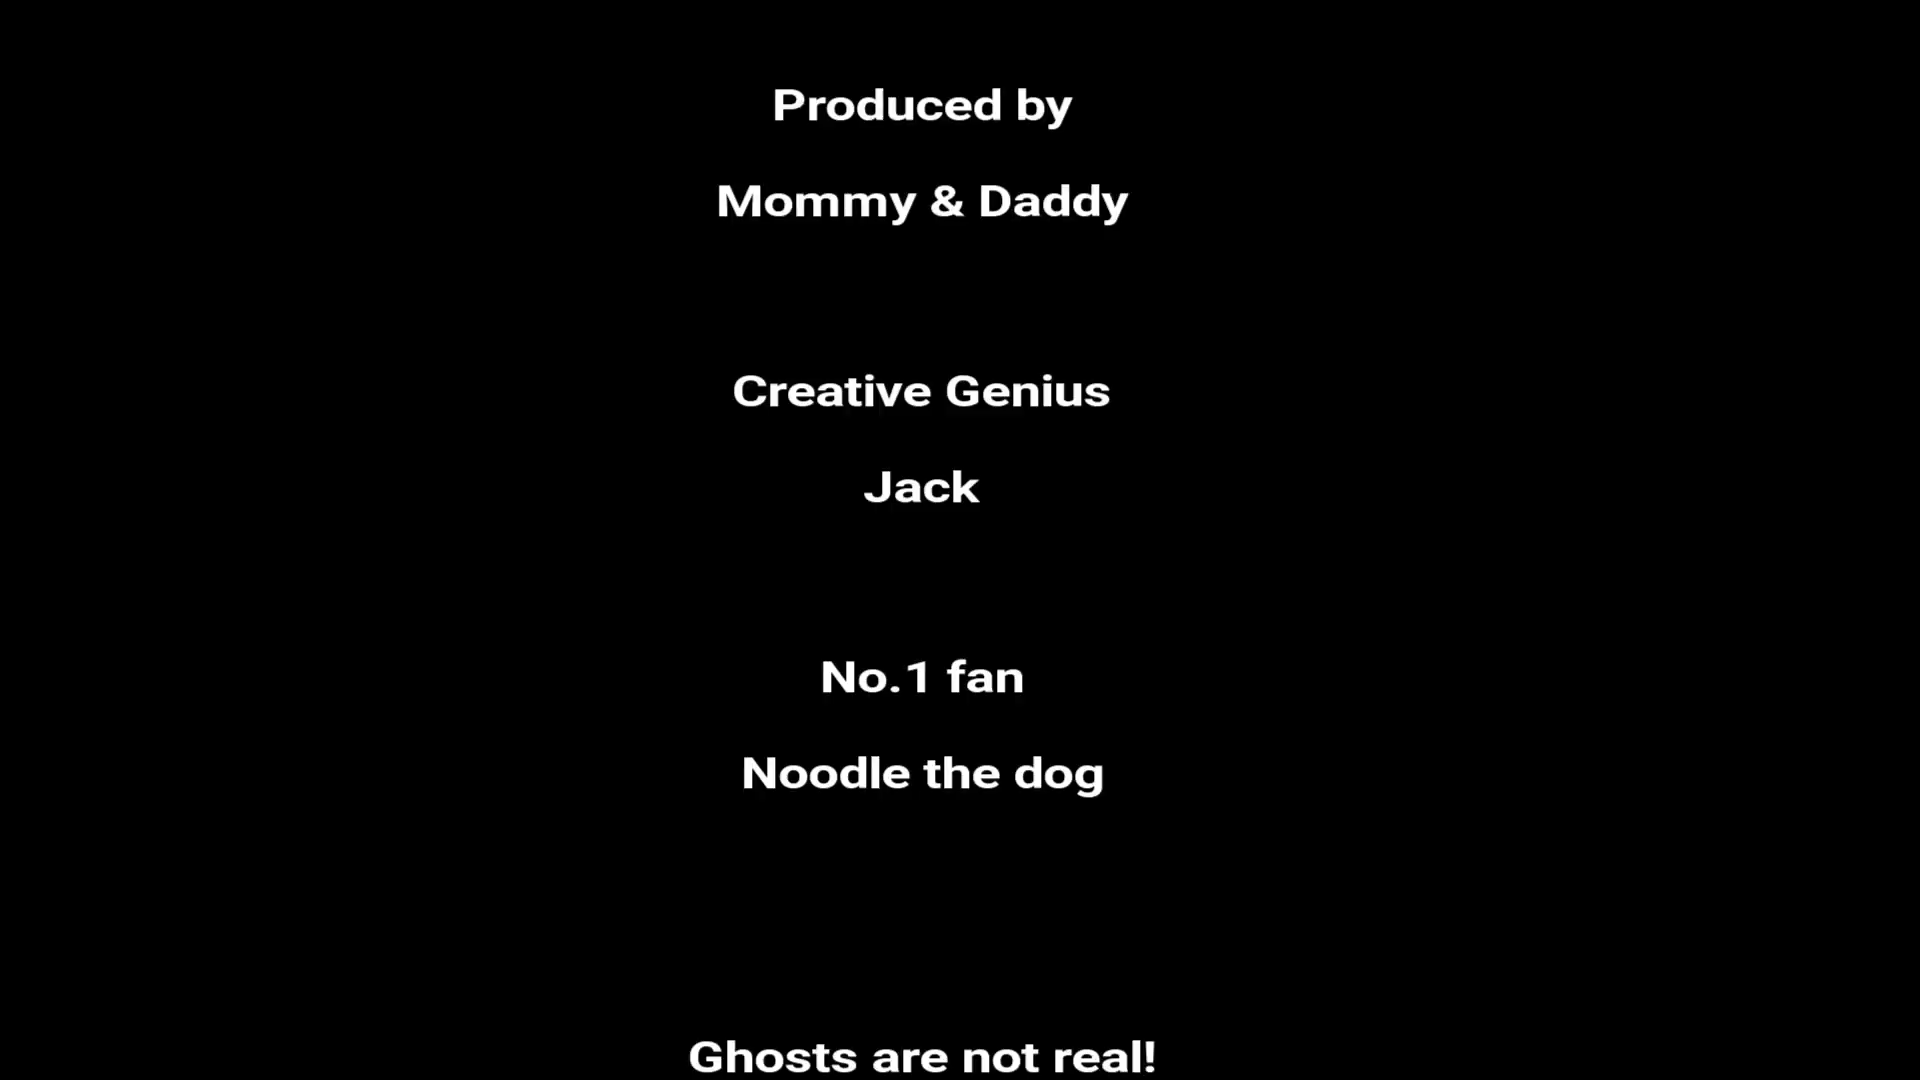 Produced by
Mommy & Daddy
Creative Genius
Jack
No.1 fan
Noodle the dog
Ghosts are not real!